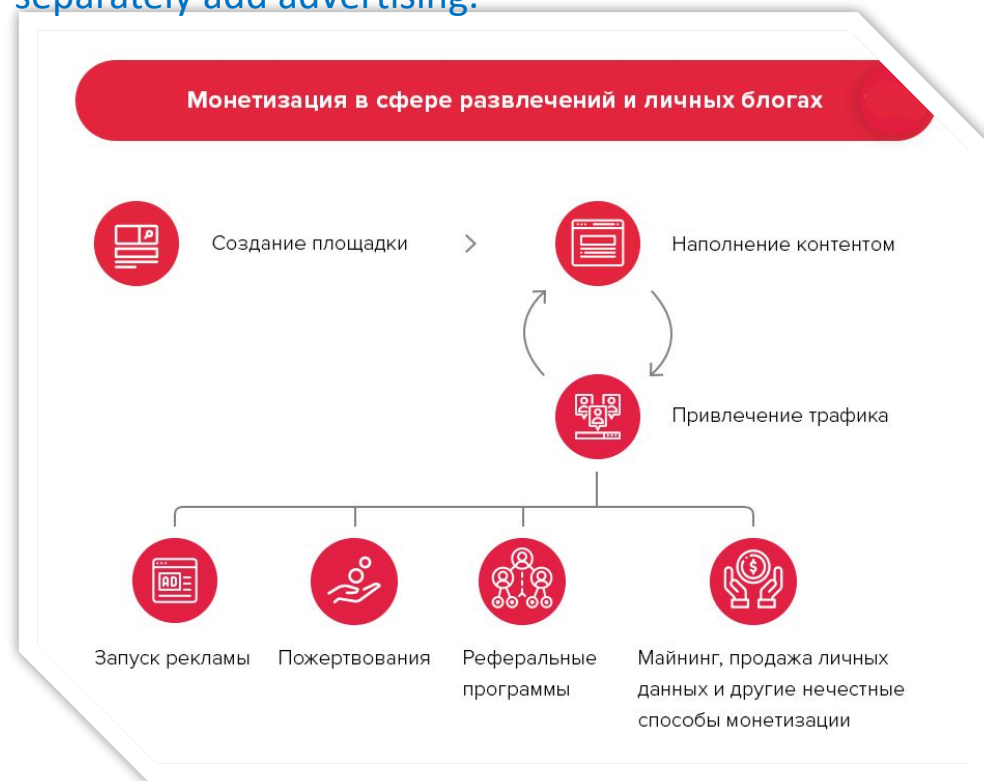 separately add advertising.
Монетизация в сфере развлечений и личных блогах
Создание площадки
Наполнение контентом
Привлечение трафика
AD
Запуск рекламы
Пожертвования
Реферальные
программы
$
Майнинг, продажа личных
данных и другие нечестные
способы монетизации